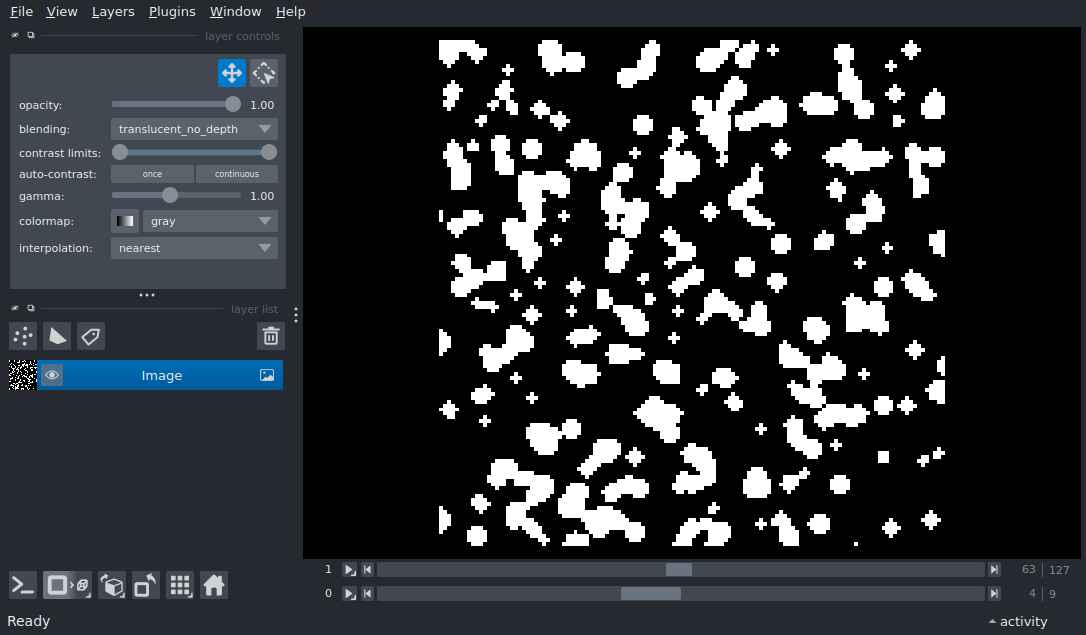 File View Layers Plugins Window Help
layer controls
opacity: 1.00
blending: translucent_no_depth
contrast limits:
auto-contrast: once continuous
gamma: 1.00
colormap: gray
interpolation: nearest
layer list
Image
1 63 127
0 4 9
Ready activity